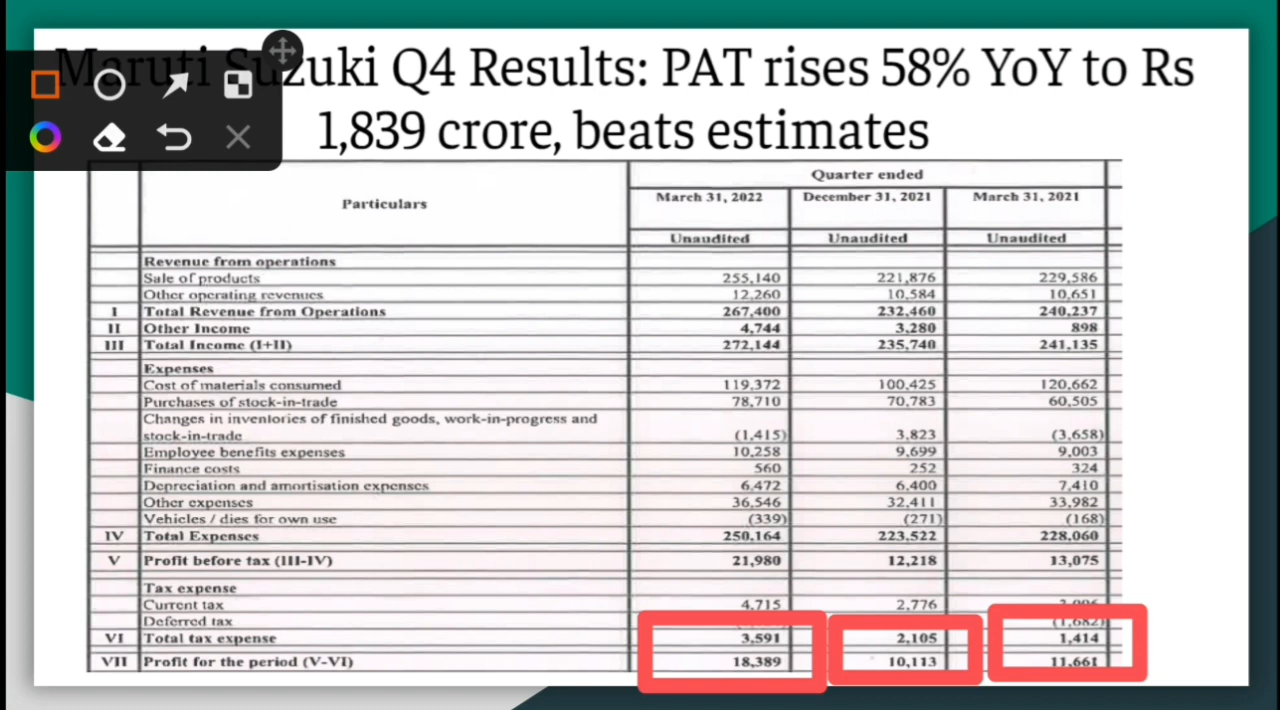 Maruti Suzuki Q4 Results: PAT rises 58% YoY to Rs
1,839 crore, beats estimates
Quarter ended
Particulars March 31, 2022 December 31, 2021 March 31, 2021
Unaudited Unaudited Unaudited
Revenue from operations
Sale of products 255,140 221,876 229,586
Other operating revenues 12,260 10,584 10,651
I Total Revenue from Operations 267,400 232,460 240,237
II Other Income 4,744 3,280 898
III Total Income (I+II) 272,144 235,740 241,135
Expenses
Cost of materials consumed 119,372 100,425 120,662
Purchases of stock-in-trade 78,710 70,783 60,505
Changes in inventories of finished goods, work-in-progress and
stock-in-trade (1,415) 3,823 (3,658)
Employee benefits expenses 10,258 9,699 9,003
Finance costs 560 252 324
Depreciation and amortisation expenses 6,472 6,400 7,410
Other expenses 36,546 32,411 33,982
Vehicles / dies for own use (339) (271) (168)
IV Total Expenses 250,164 223,522 228,060
V Profit before tax (III-IV) 21,980 12,218 13,075
Tax expense
Current tax 4,715 2,776
Deferred tax (1,682)
VI Total tax expense 3,591 2,105 1,414
VII Profit for the period (V-VI) 18,389 10,113 11,661